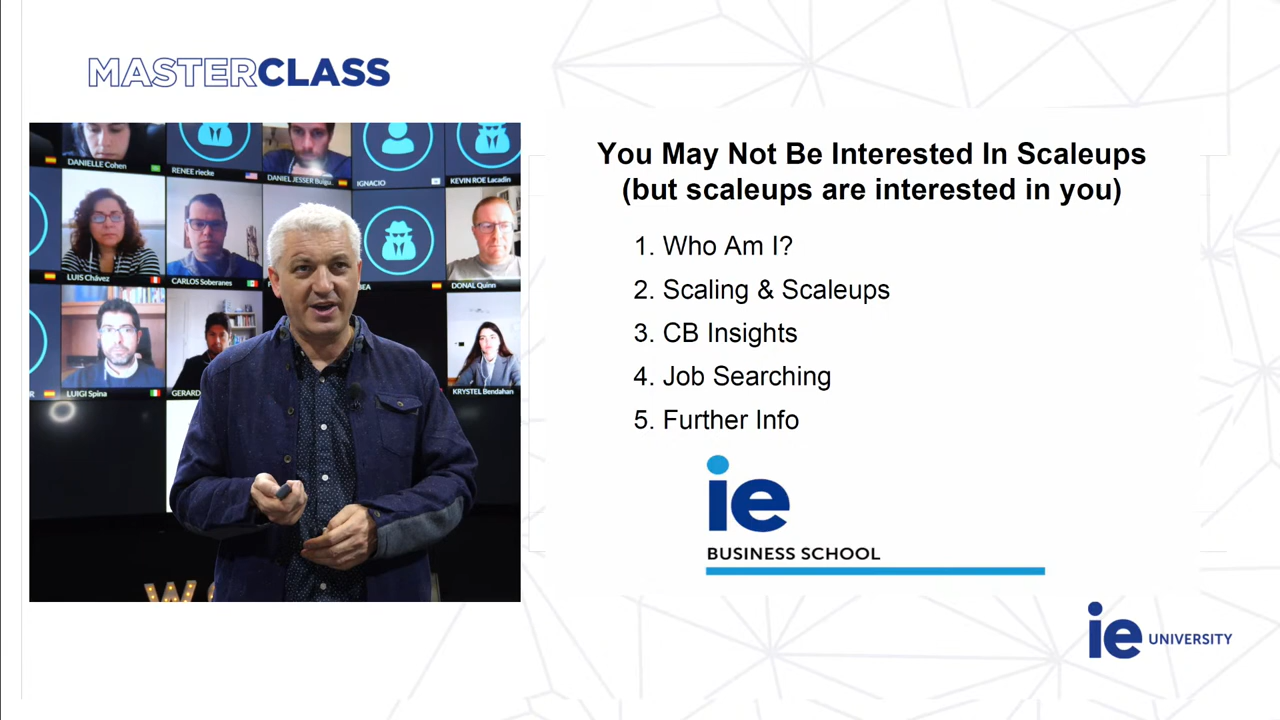 MASTERCLASS
DANIELLE Cohen
RENEE riecke
DANIEL JESSER Buigu..
IGNACIO
KEVIN ROE Lacadin
LUIS Chávez
CARLOS Soberanes
DONAL Quinn
LUIGI Spina
GERARD
KRYSTEL Bendahan
You May Not Be Interested In Scaleups
(but scaleups are interested in you)
1. Who Am I?
2. Scaling & Scaleups
3. CB Insights
4. Job Searching
5. Further Info
ie
BUSINESS SCHOOL
ie UNIVERSITY